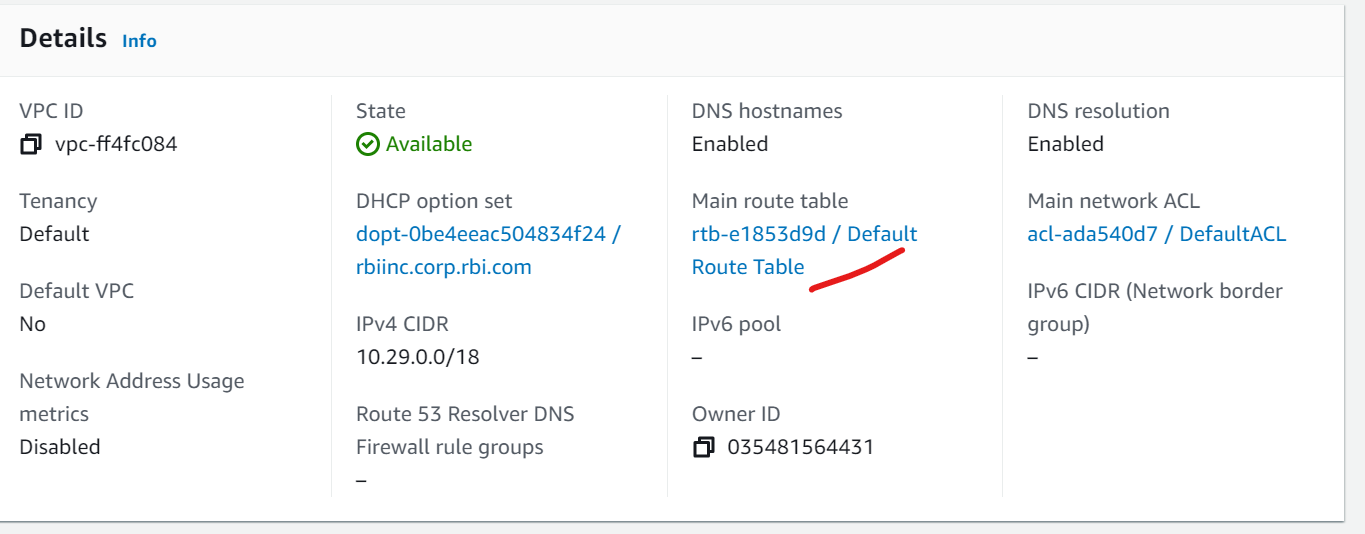 Details Info
VPC ID
vpc-ff4fc084
State
Available
DNS hostnames
Enabled
DNS resolution
Enabled
Tenancy
Default
DHCP option set
dopt-0be4eeac504834f24 /
rbiinc.corp.rbi.com
Main route table
rtb-e1853d9d / Default
Route Table
Main network ACL
acl-ada540d7 / DefaultACL
Default VPC
No
IPv4 CIDR
10.29.0.0/18
IPv6 pool
–
IPv6 CIDR (Network border
group)
–
Network Address Usage
metrics
Disabled
Route 53 Resolver DNS
Firewall rule groups
–
Owner ID
035481564431